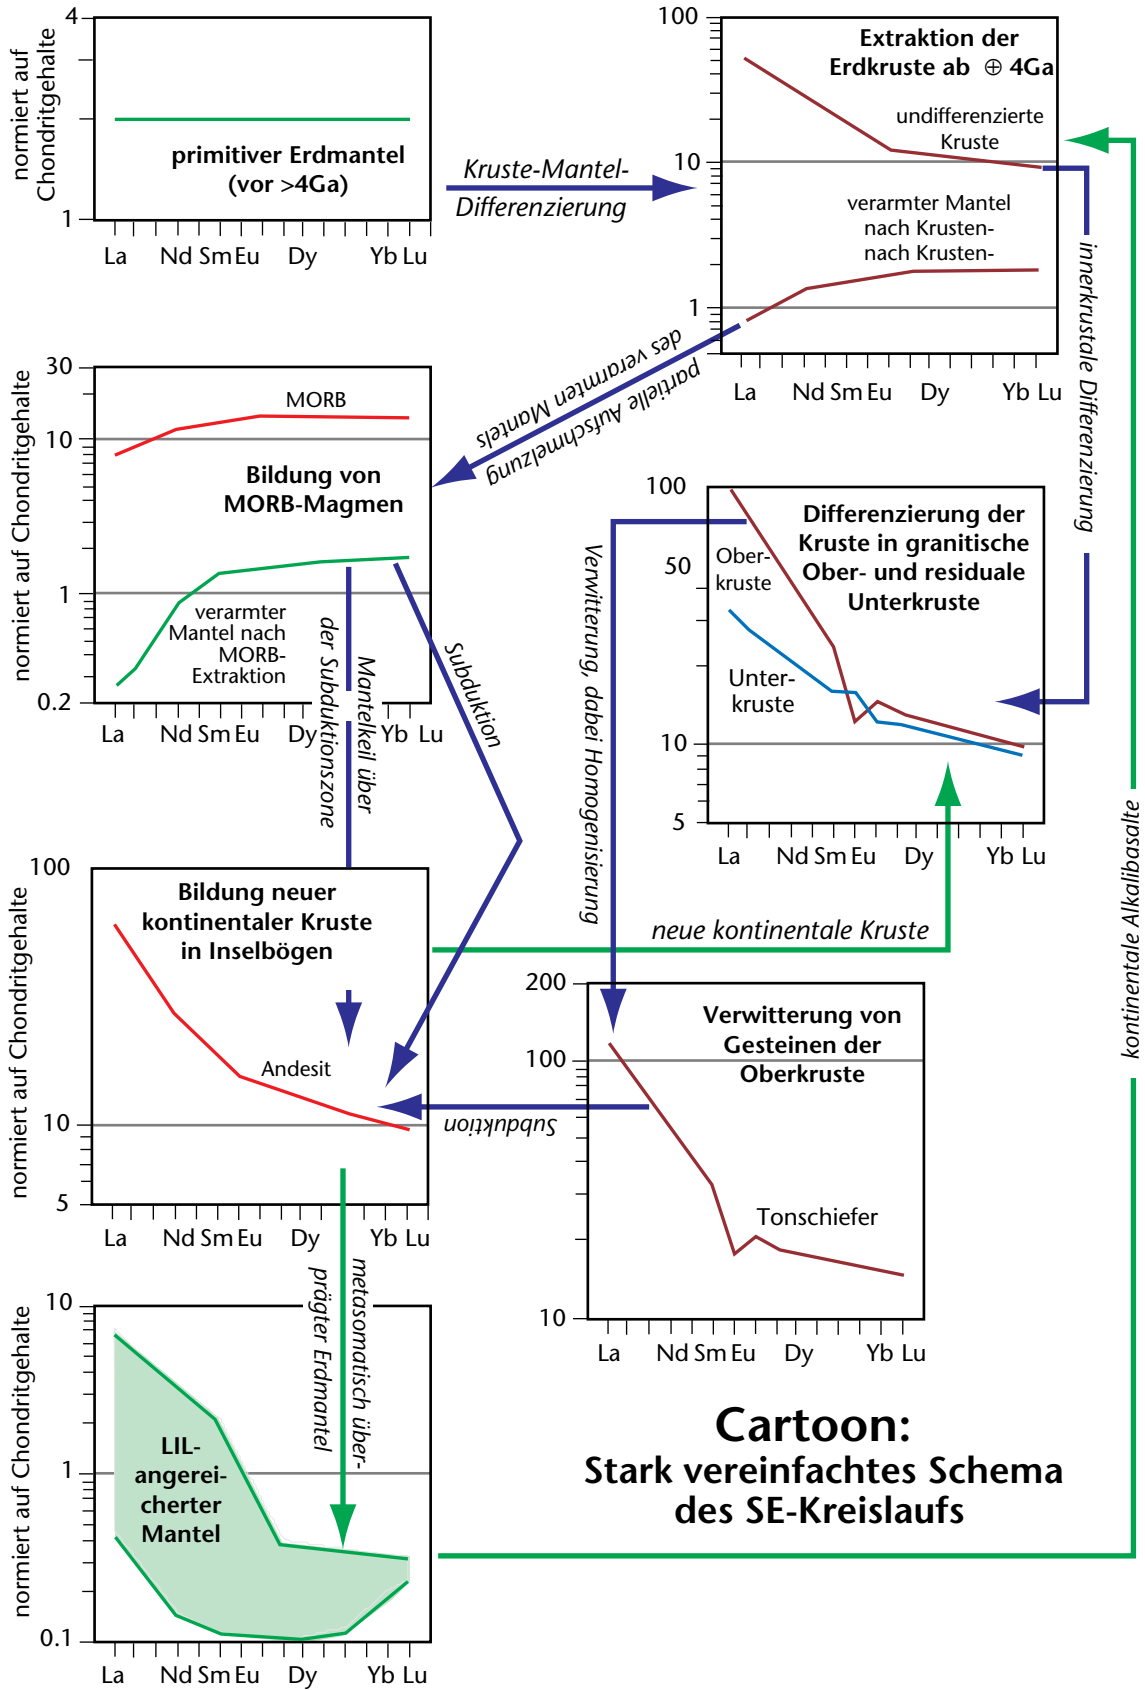 normiert auf
Chondritgehalte
4
1
primitiver Erdmantel
(vor >4Ga)
La Nd Sm Eu Dy Yb Lu
Kruste-Mantel-
Differenzierung
100
10
1
Extraktion der
Erdkruste ab ⊕ 4Ga
undifferenzierte
Kruste
verarmter Mantel
nach Krusten-
nach Krusten-
La Nd Sm Eu Dy Yb Lu
innerkrustale Differenzierung
partielle Aufschmelzung
des verarmten Mantels
normiert auf Chondritgehalte
30
10
1
0.2
MORB
Bildung von
MORB-Magmen
verarmter
Mantel nach
MORB-
Extraktion
La Nd Sm Eu Dy Yb Lu
Mantelkeil über
der Subduktionszone
Subduktion
100
50
10
5
Differenzierung der
Kruste in granitische
Ober- und residuale
Unterkruste
Ober-
kruste
Unter-
kruste
La Nd Sm Eu Dy Yb Lu
Verwitterung, dabei Homogenisierung
kontinentale Alkalibasalte
normiert auf Chondritgehalte
100
10
5
Bildung neuer
kontinentaler Kruste
in Inselbögen
Andesit
La Nd Sm Eu Dy Yb Lu
neue kontinentale Kruste
200
100
10
Verwitterung von
Gesteinen der
Oberkruste
Tonschiefer
La Nd Sm Eu Dy Yb Lu
Subduktion
metasomatisch über-
prägter Erdmantel
normiert auf Chondritgehalte
10
1
0.1
LIL-
angerei-
cherter
Mantel
La Nd Sm Eu Dy Yb Lu
Cartoon:
Stark vereinfachtes Schema
des SE-Kreislaufs